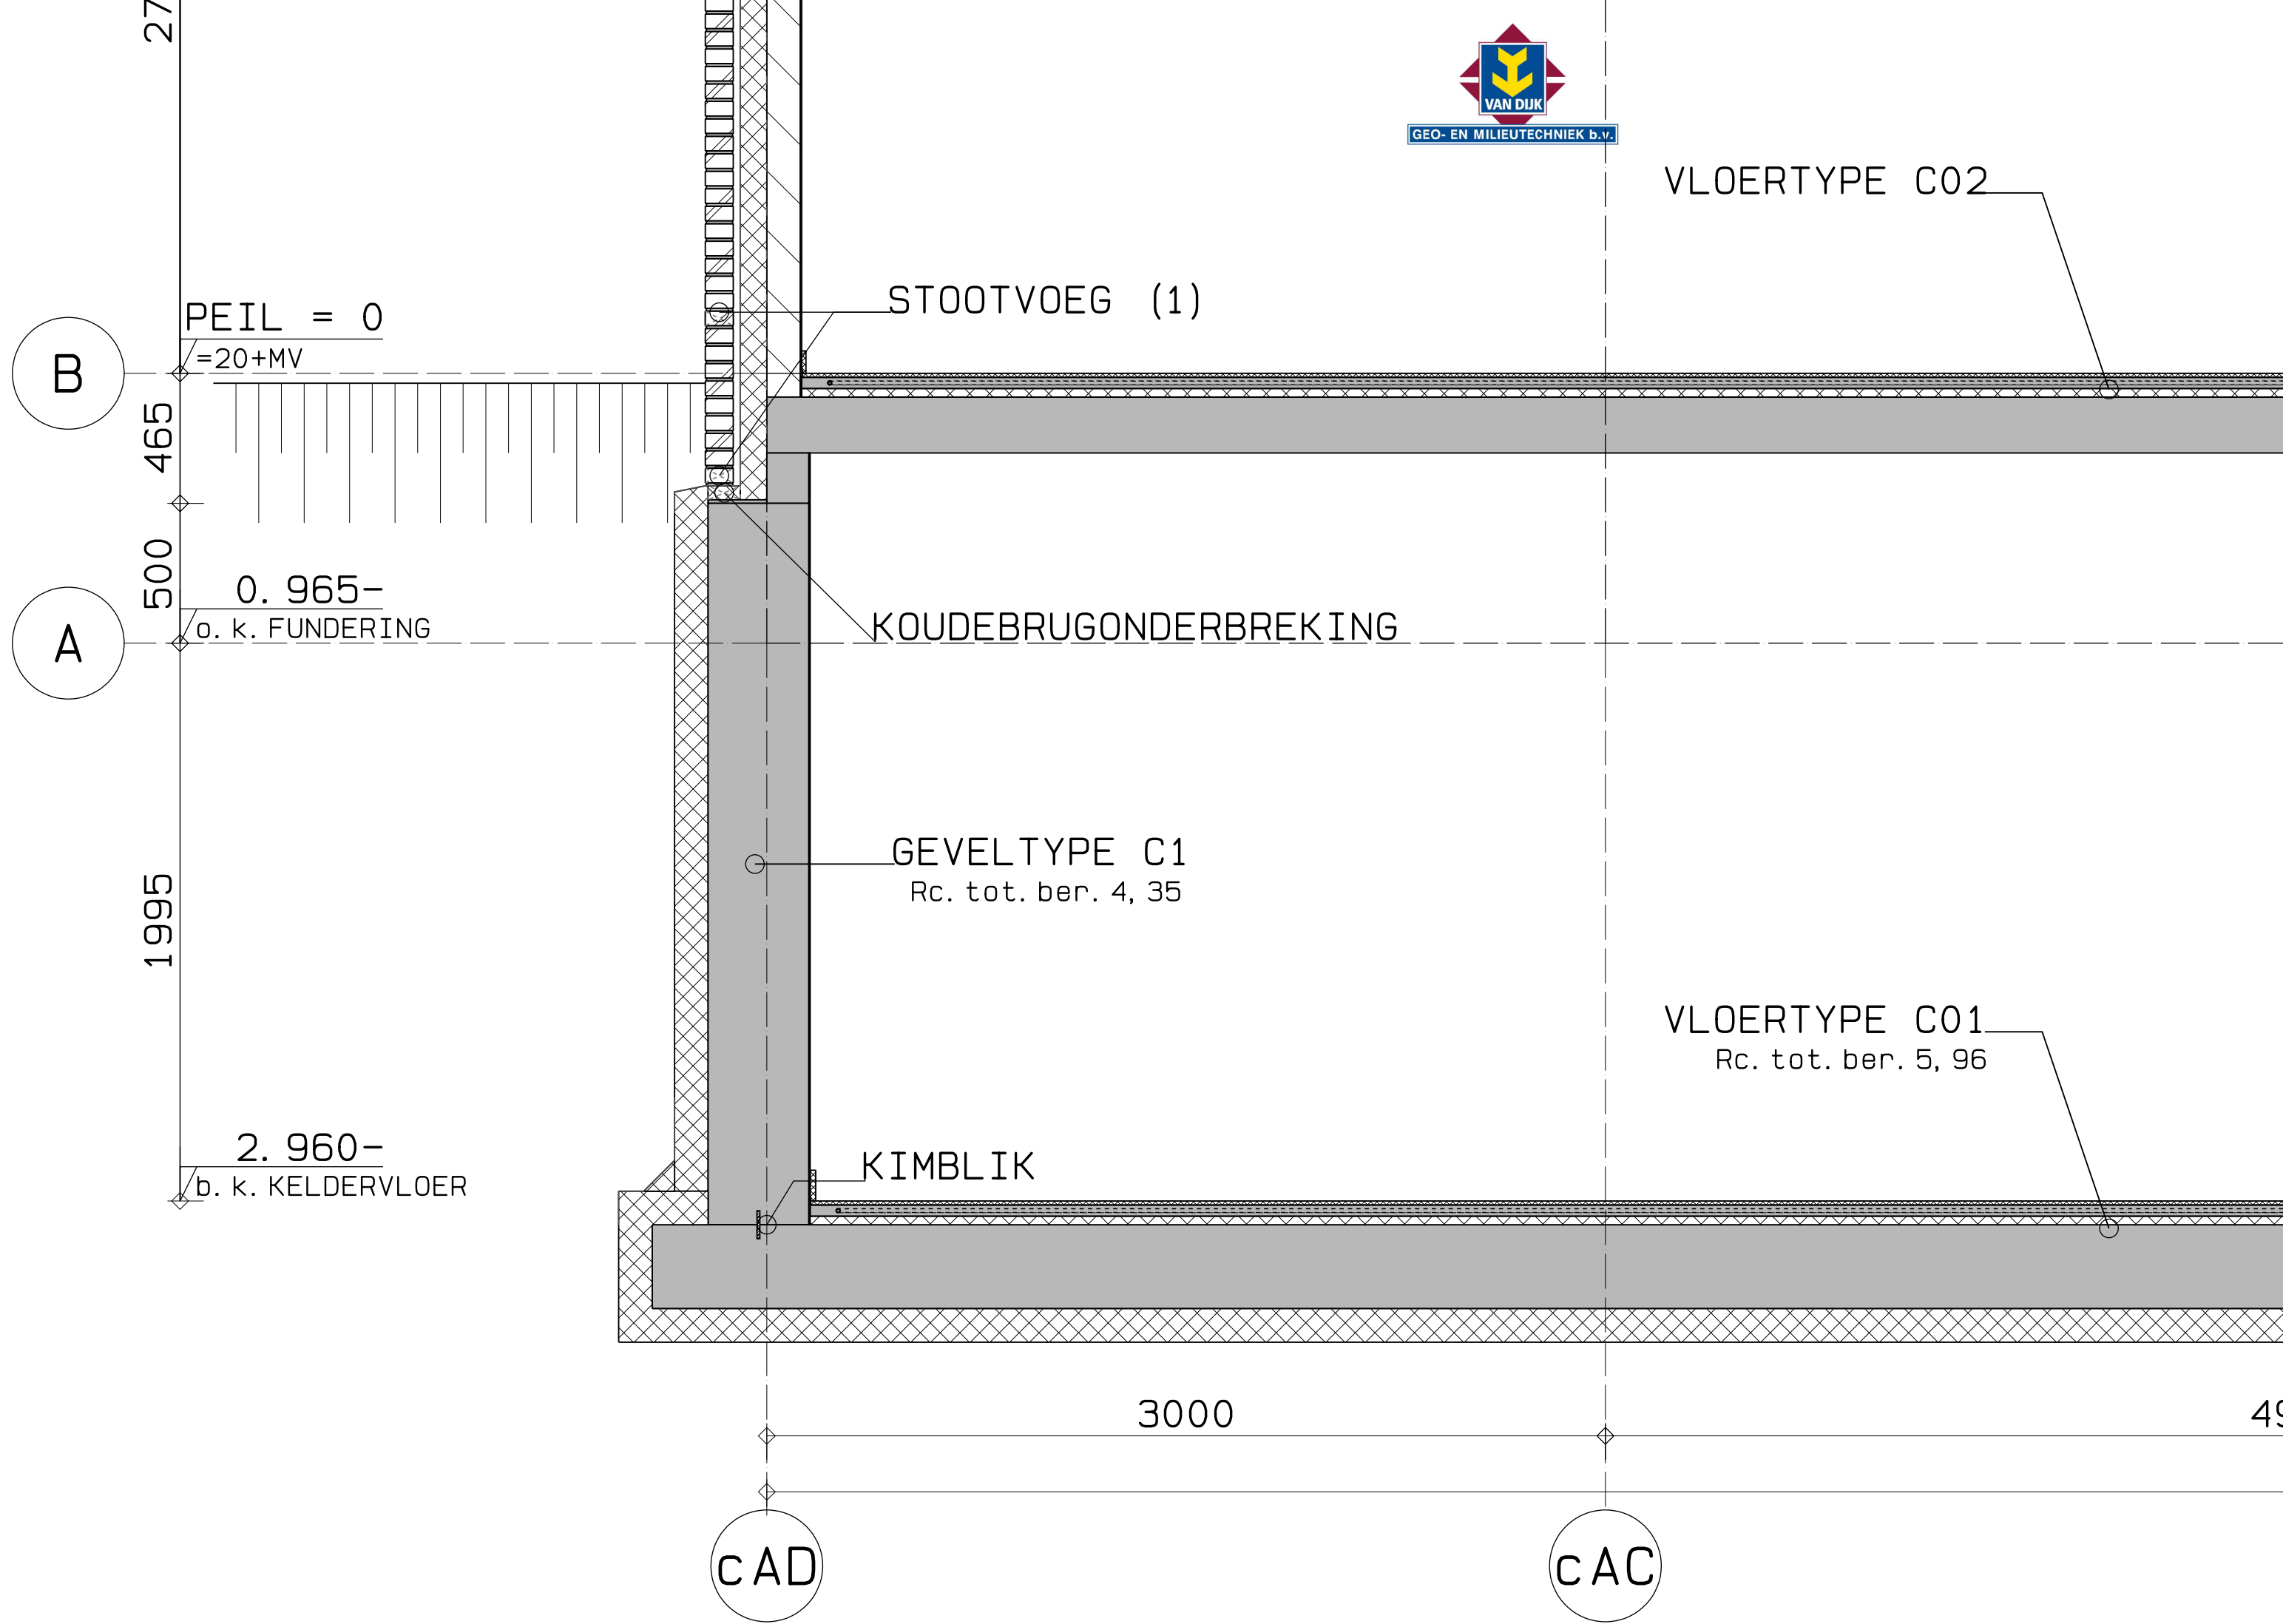 27
VAN DIJK
GEO- EN MILIEUTECHNIEK b.v.
VLOERTYPE C02
STOOTVOEG (1)
PEIL = 0
=20+MV
B
465
500
0.965-
o.k. FUNDERING
KOUDEBRUGONDERBREKING
A
GEVELTYPE C1
Rc. tot. ber. 4,35
1995
VLOERTYPE C01
Rc. tot. ber. 5,96
2.960-
b.k. KELDERVLOER
KIMBLIK
3000
49
cAD
cAC